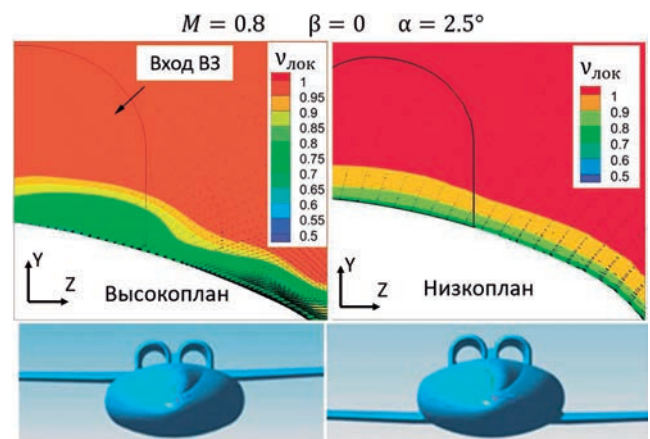 M = 0.8 β = 0 α = 2.5°
Вход ВЗ
ν лок
1
0.95
0.9
0.85
0.8
0.75
0.7
0.65
0.6
0.55
0.5
Y
Z
Высокоплан
ν лок
1
0.9
0.8
0.7
0.6
0.5
Y
Z
Низкоплан